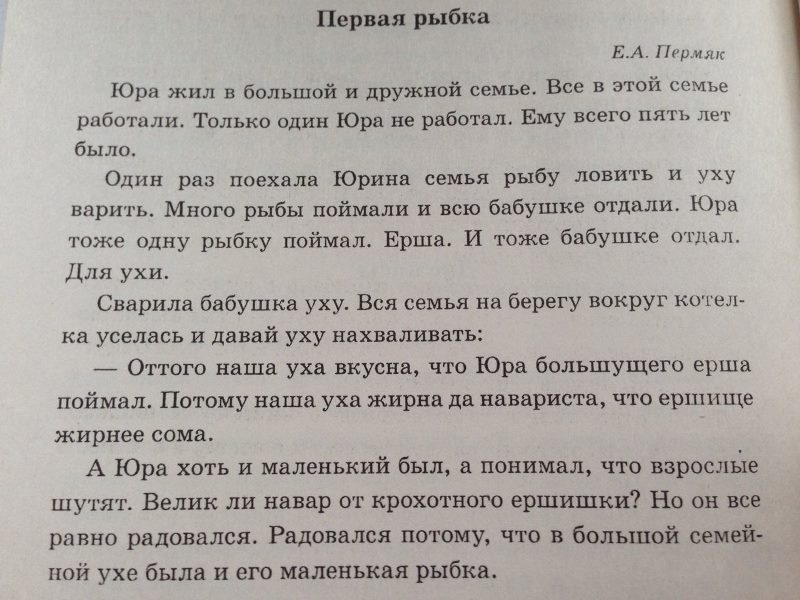 Первая рыбка
Е.А. Пермяк
Юра жил в большой и дружной семье. Все в этой семье
работали. Только один Юра не работал. Ему всего пять лет
было.
Один раз поехала Юрина семья рыбу ловить и уху
варить. Много рыбы поймали и всю бабушке отдали. Юра
тоже одну рыбку поймал. Ерша. И тоже бабушке отдал.
Для ухи.
Сварила бабушка уху. Вся семья на берегу вокруг котел-
ка уселась и давай уху нахваливать:
— Оттого наша уха вкусна, что Юра большущего ерша
поймал. Потому наша уха жирна да навариста, что ершище
жирнее сома.
А Юра хоть и маленький был, а понимал, что взрослые
шутят. Велик ли навар от крохотного ершишки? Но он все
равно радовался. Радовался потому, что в большой семей-
ной ухе была и его маленькая рыбка.